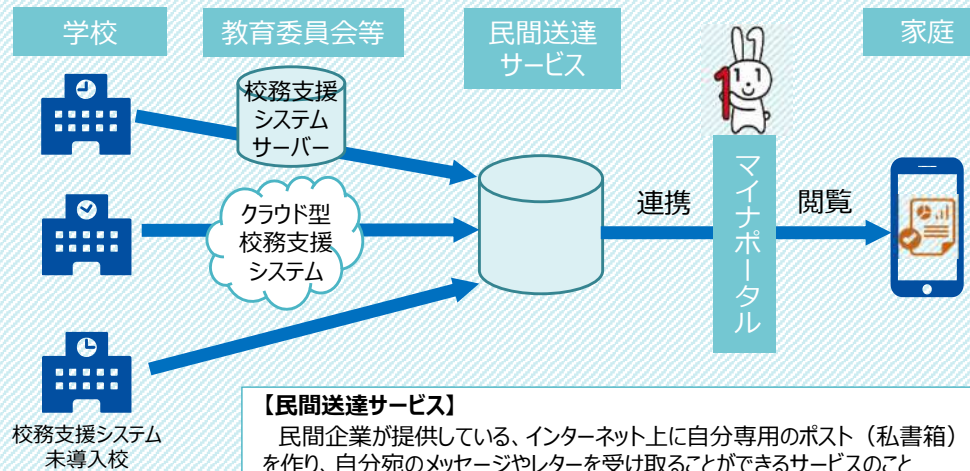 学校
教育委員会等
民間送達
サービス
家庭
校務支援
システム
サーバー
クラウド型
校務支援
システム
連携
マイナポータル
閲覧
校務支援システム
未導入校
【民間送達サービス】
民間企業が提供している、インターネット上に自分専用のポスト（私書箱）
を作り、自分宛のメッセージやレターを受け取ることができるサービスのこと